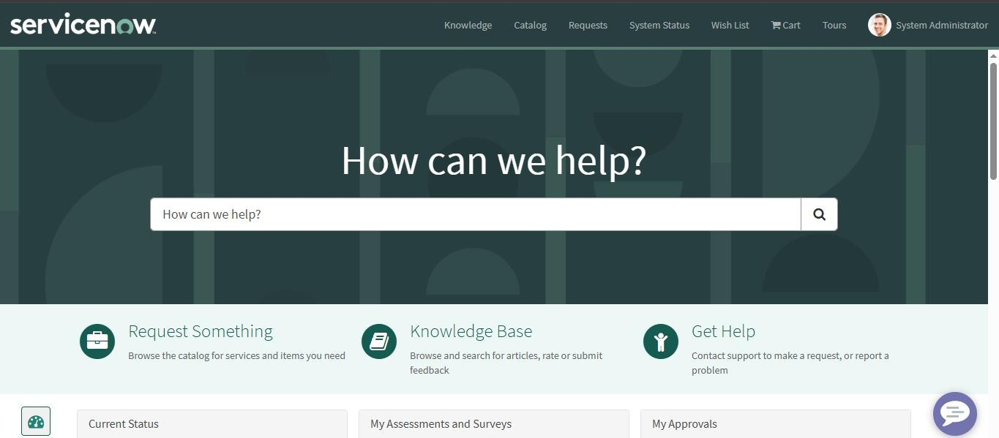 servicenow
Knowledge
Catalog
Requests
System Status
Wish List
Cart
Tours
System Administrator
How can we help?
How can we help?
Request Something
Browse the catalog for services and items you need
Knowledge Base
Browse and search for articles, rate or submit
feedback
Get Help
Contact support to make a request, or report a
problem
Current Status
My Assessments and Surveys
My Approvals